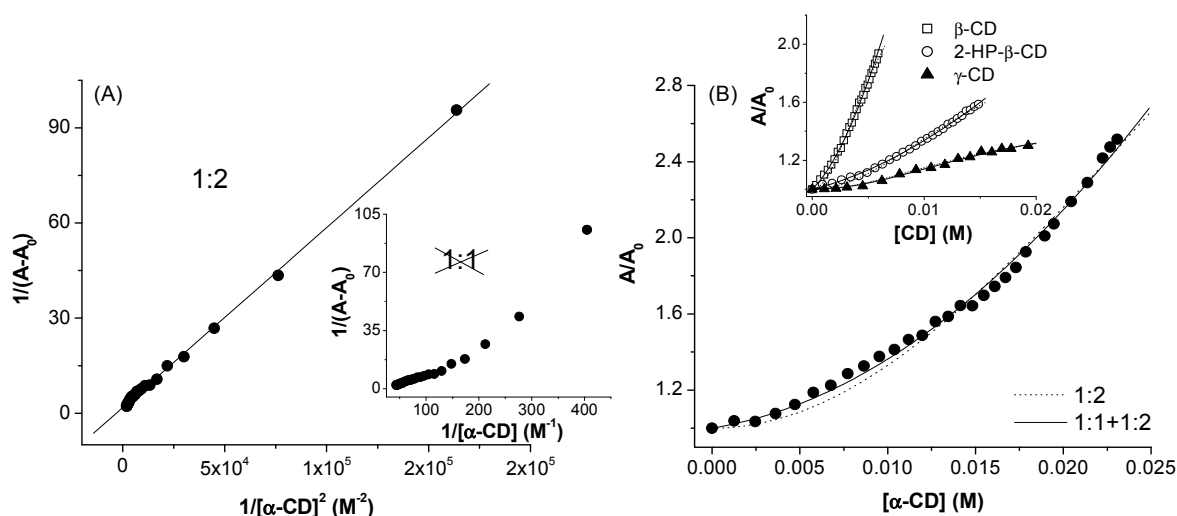 (A)
1:2
1/(A-A₀)
90
60
30
0
0
5x10⁴
1x10⁵
2x10⁵
2x10⁵
1/[α-CD]² (M⁻²)
1:1
1/(A-A₀)
105
70
35
0
100
200
300
400
1/[α-CD] (M⁻¹)
(B)
A/A₀
2.8
2.4
2.0
1.6
1.2
0.000
0.005
0.010
0.015
0.020
0.025
[α-CD] (M)
1:2
1:1+1:2
β-CD
2-HP-β-CD
γ-CD
A/A₀
2.0
1.6
1.2
0.00
0.01
0.02
[CD] (M)